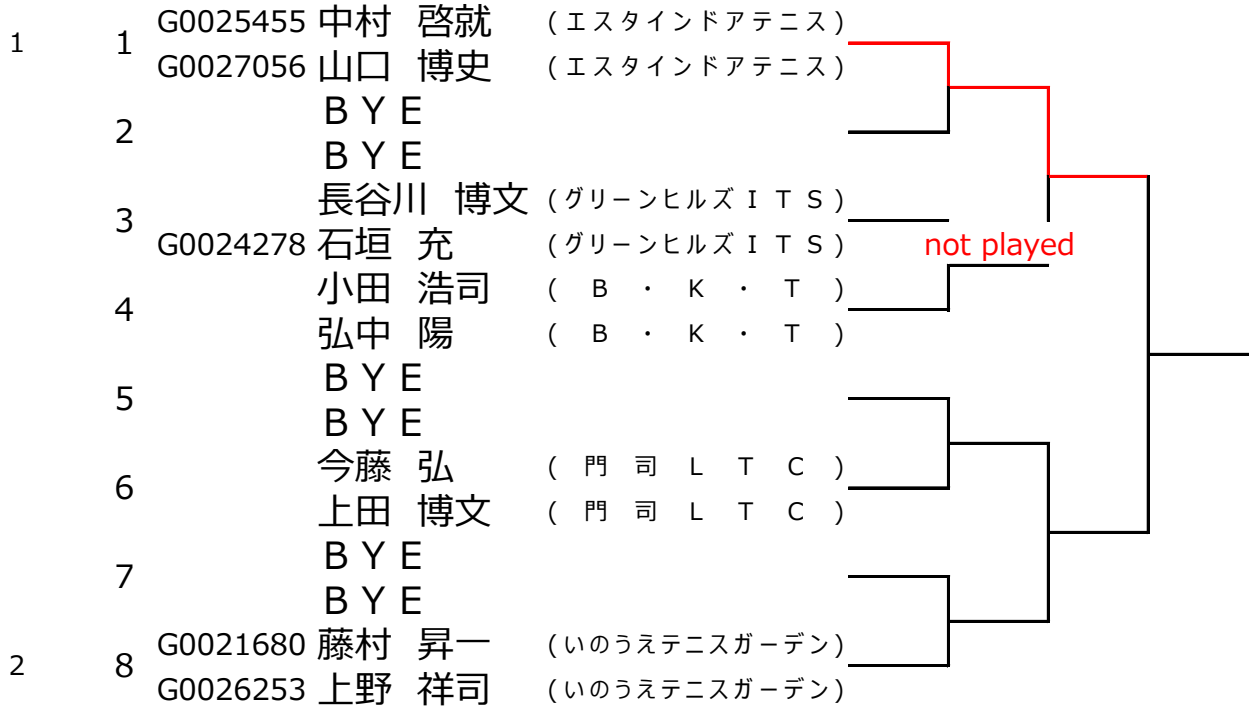 G0025455 中村 啓就 (エスタインドアテニス)
1 1
G0027056 山口 博史 (エスタインドアテニス)
ＢＹＥ
2
ＢＹＥ
長谷川 博文 (グリーンヒルズＩＴＳ)
3
G0024278 石垣 充 (グリーンヒルズＩＴＳ) not played
小田 浩司 (Ｂ・Ｋ・Ｔ)
4
弘中 陽 (Ｂ・Ｋ・Ｔ)
ＢＹＥ
5
ＢＹＥ
今藤 弘 (門司ＬＴＣ)
6
上田 博文 (門司ＬＴＣ)
ＢＹＥ
7
ＢＹＥ
G0021680 藤村 昇一 (いのうえテニスガーデン)
2 8
G0026253 上野 祥司 (いのうえテニスガーデン)